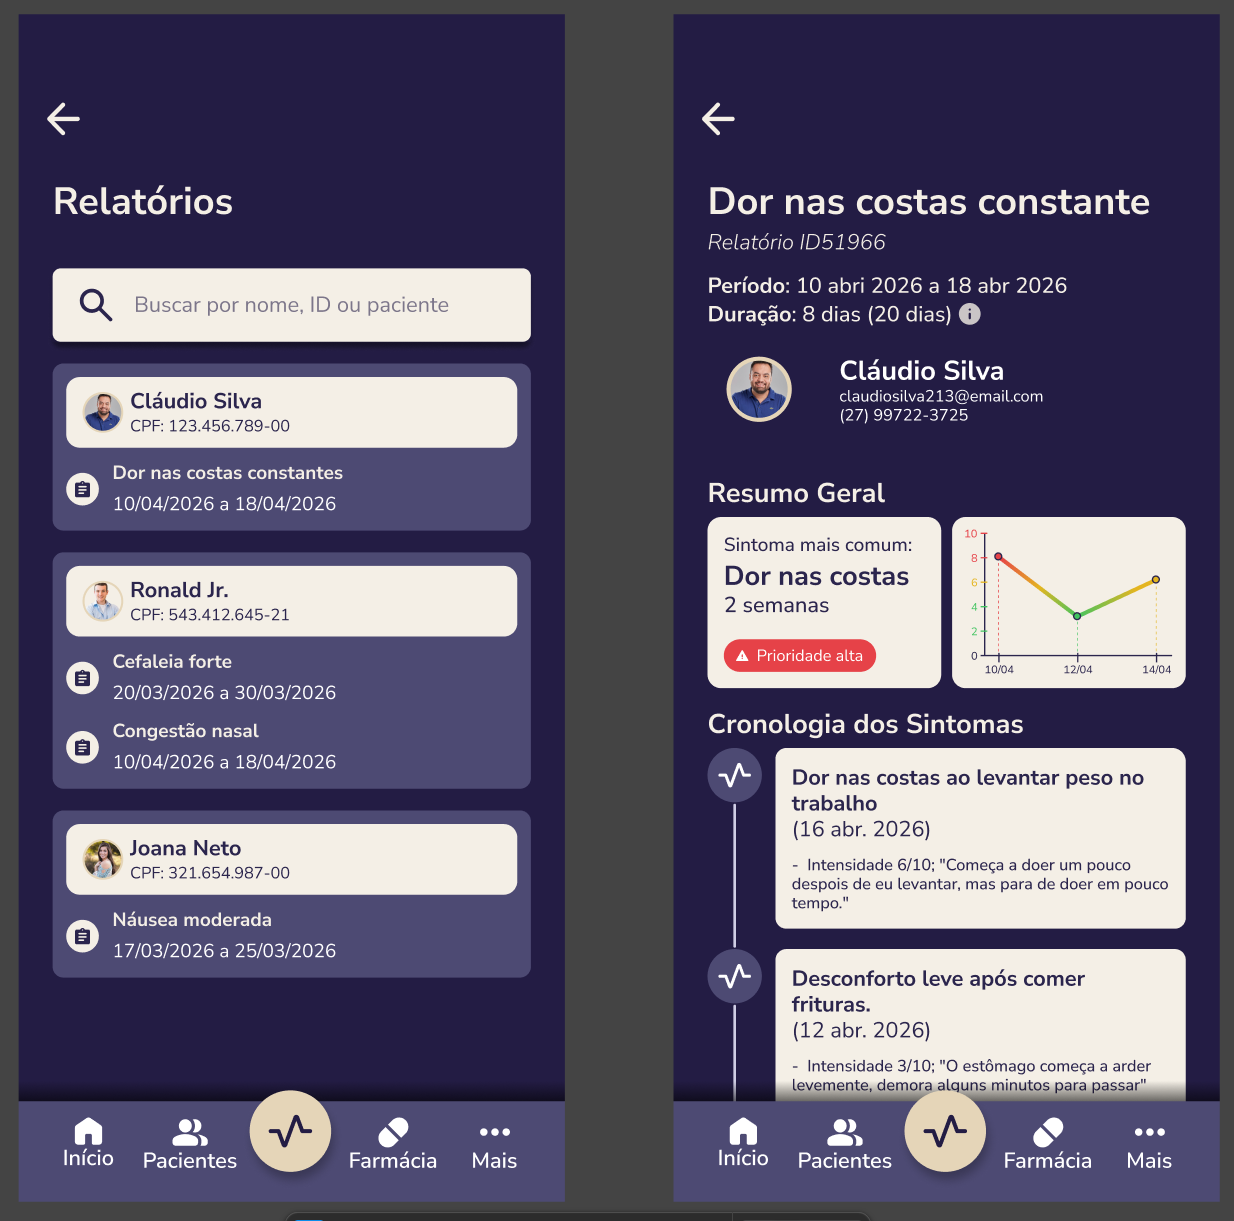 Relatórios
Buscar por nome, ID ou paciente
Cláudio Silva
CPF: 123.456.789-00
Dor nas costas constantes
10/04/2026 a 18/04/2026
Ronald Jr.
CPF: 543.412.645-21
Cefaleia forte
20/03/2026 a 30/03/2026
Congestão nasal
10/04/2026 a 18/04/2026
Joana Neto
CPF: 321.654.987-00
Náusea moderada
17/03/2026 a 25/03/2026
Início
Pacientes
Farmácia
Mais
Dor nas costas constante
Relatório ID51966
Período: 10 abri 2026 a 18 abr 2026
Duração: 8 dias (20 dias)
Cláudio Silva
claudiosilva213@email.com
(27) 99722-3725
Resumo Geral
Sintoma mais comum:
Dor nas costas
2 semanas
Prioridade alta
10
8
6
4
2
0
10/04
12/04
14/04
Cronologia dos Sintomas
Dor nas costas ao levantar peso no
trabalho
(16 abr. 2026)
- Intensidade 6/10; "Começa a doer um pouco
despois de eu levantar, mas para de doer em pouco
tempo."
Desconforto leve após comer
frituras.
(12 abr. 2026)
- Intensidade 3/10; "O estômago começa a arder
levemente, demora alguns minutos para passar"
Início
Pacientes
Farmácia
Mais